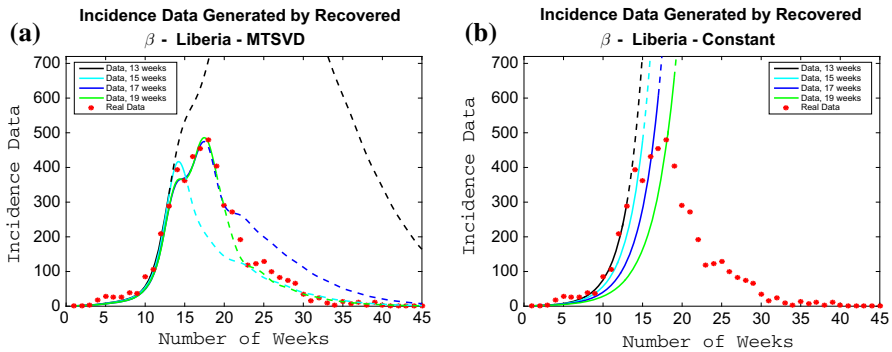 Incidence Data Generated by Recovered
(a)
β - Liberia - MTSVD
700
600
500
400
300
200
100
0
Data, 13 weeks
Data, 15 weeks
Data, 17 weeks
Data, 19 weeks
Real Data
Incidence Data
0 5 10 15 20 25 30 35 40 45
Number of Weeks
Incidence Data Generated by Recovered
(b)
β - Liberia - Constant
700
600
500
400
300
200
100
0
Data, 13 weeks
Data, 15 weeks
Data, 17 weeks
Data, 19 weeks
Real Data
Incidence Data
0 5 10 15 20 25 30 35 40 45
Number of Weeks